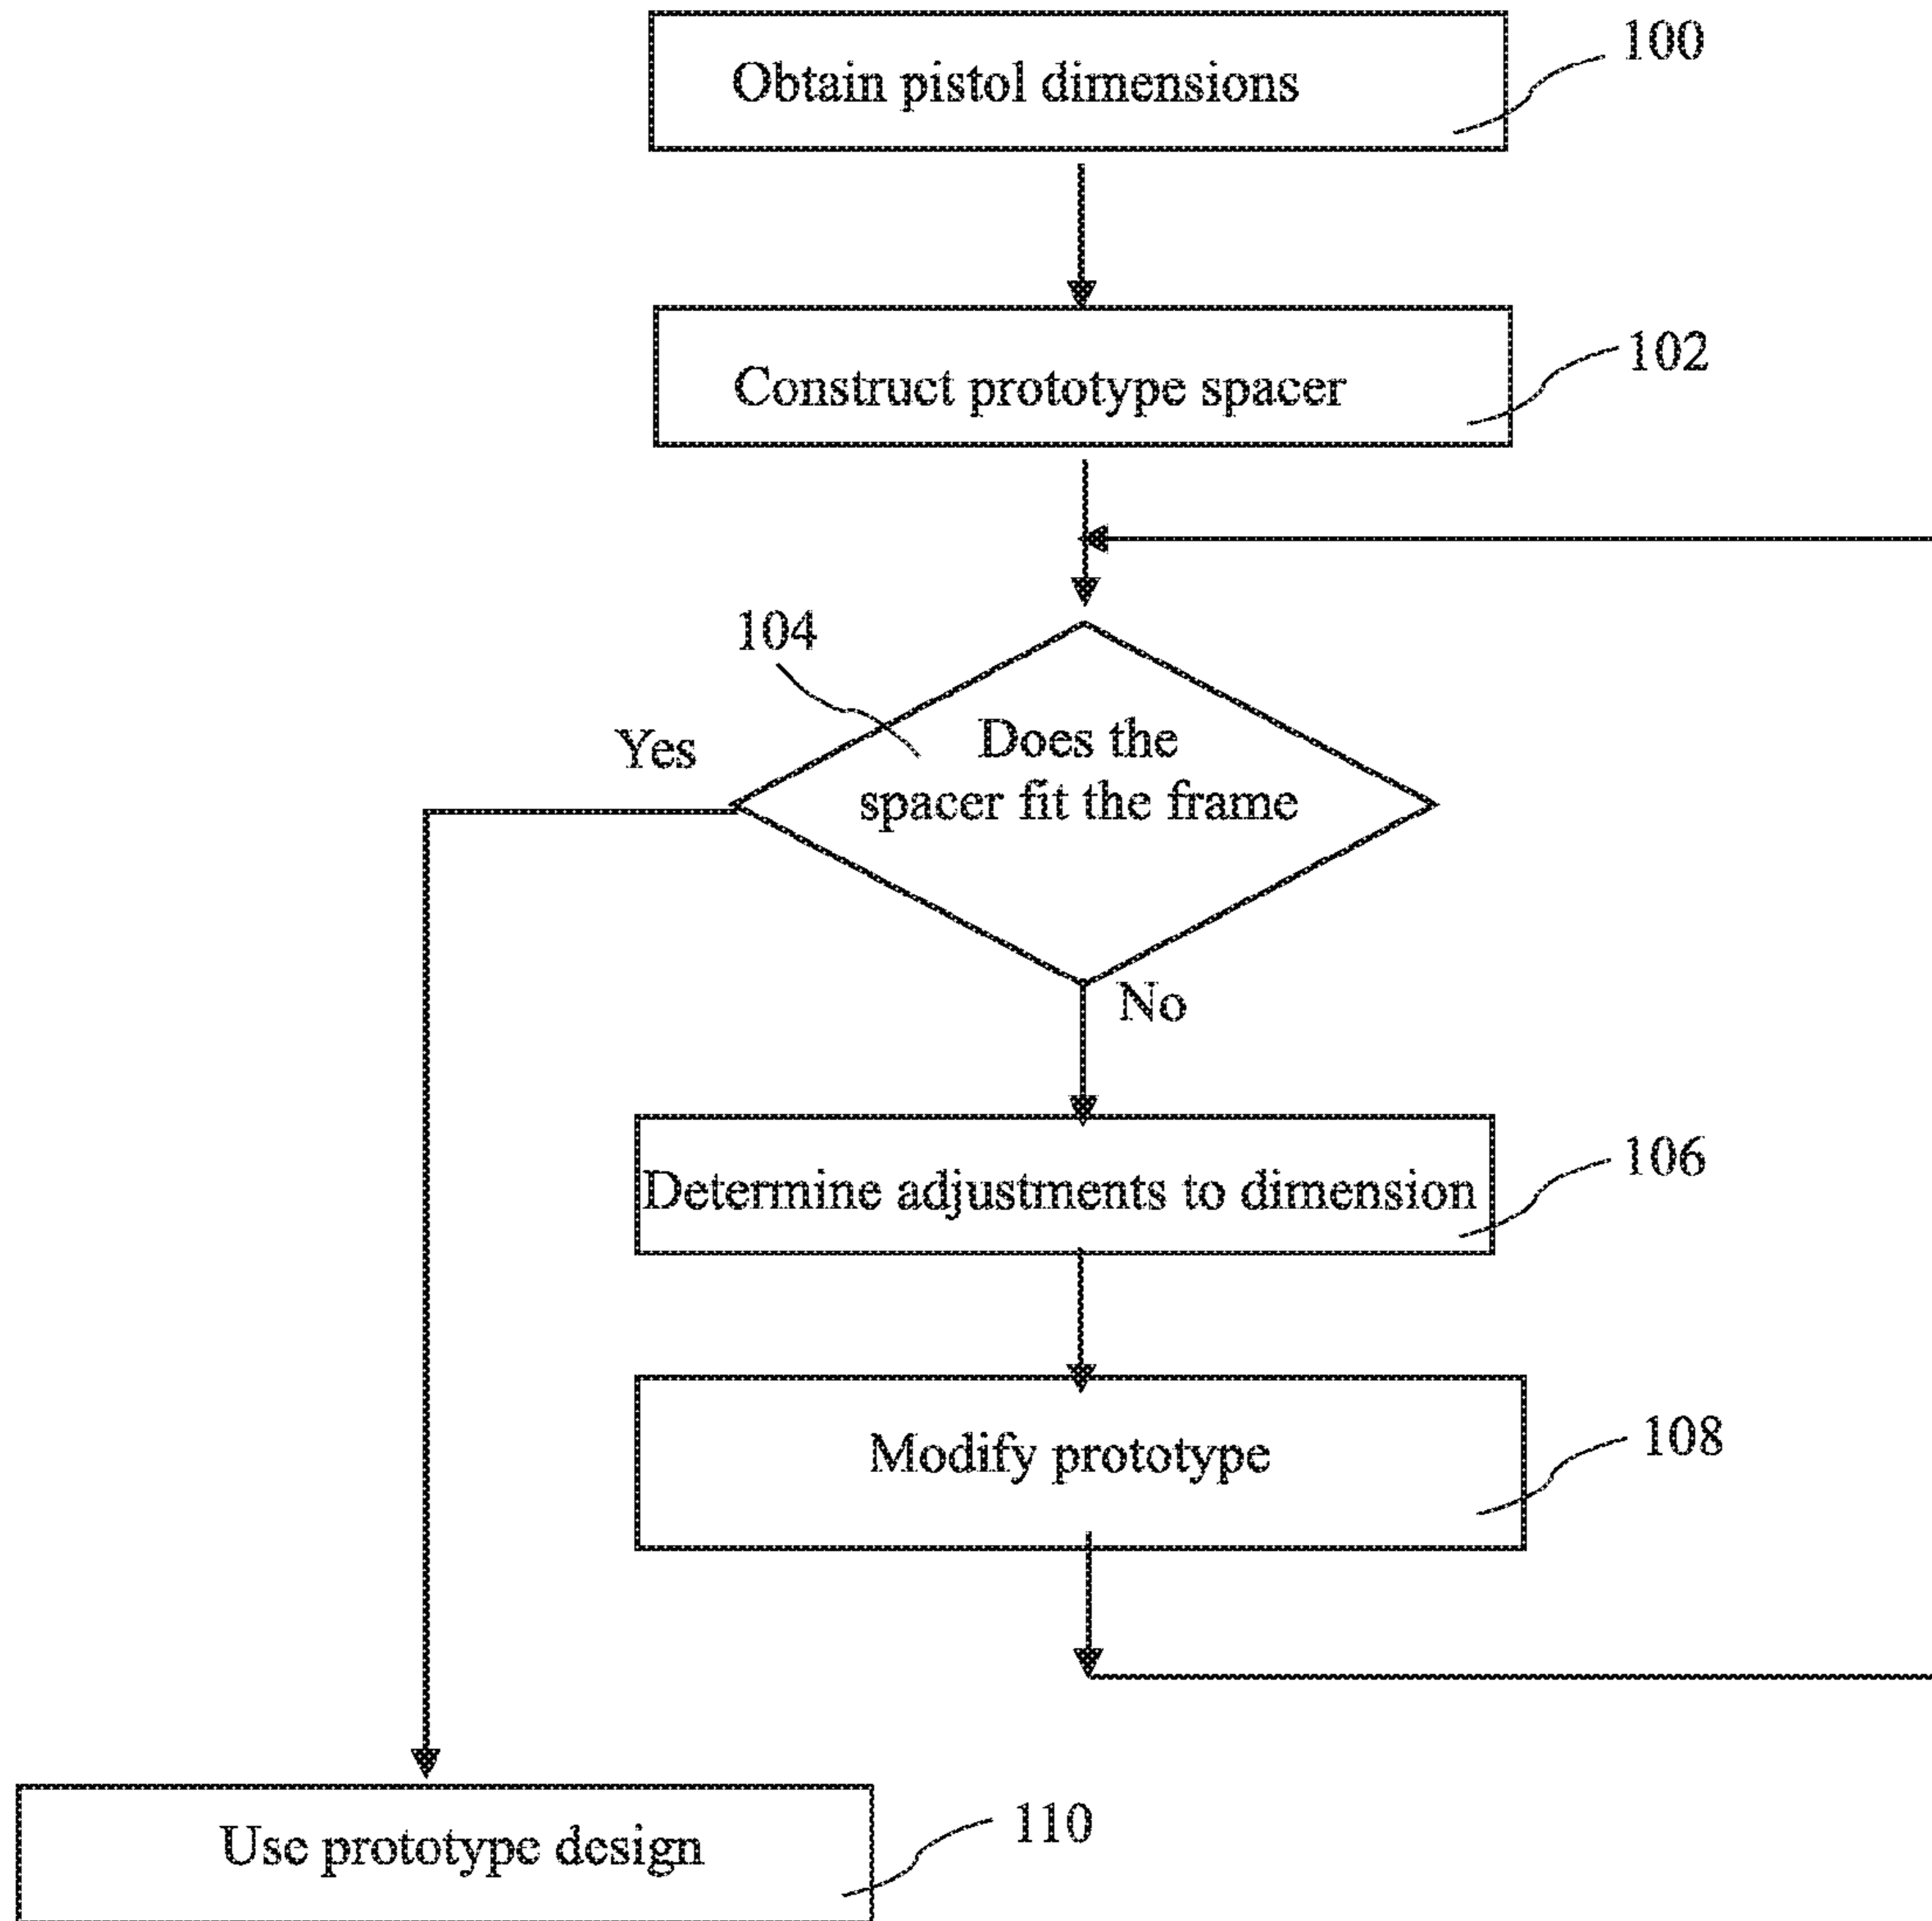 Obtain pistol dimensions
100
Construct prototype spacer
102
104
Yes
Does the
spacer fit the frame
No
Determine adjustments to dimension
106
Modify prototype
108
Use prototype design
110